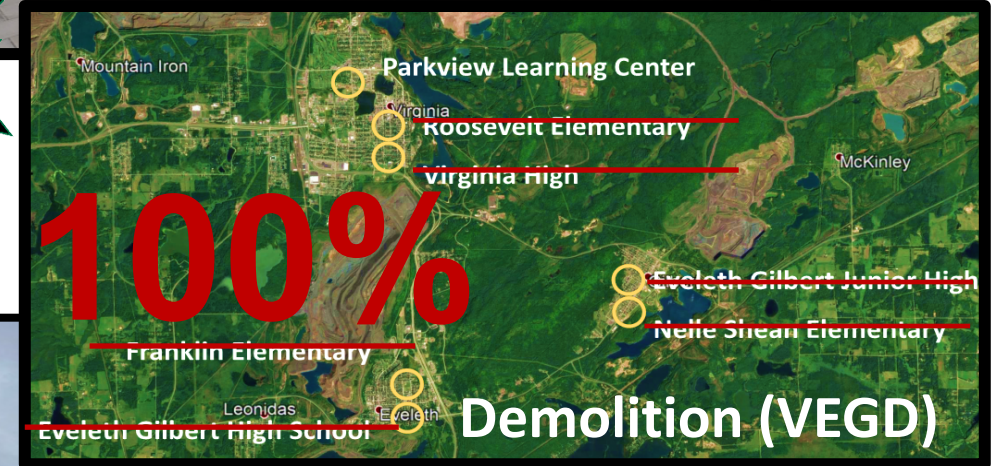 Mountain Iron
Parkview Learning Center
Virginia
Roosevelt Elementary
Virginia High
McKinley
100%
Eveleth Gilbert Junior High
Nelle Shean Elementary
Franklin Elementary
Leonidas
Eveleth
Eveleth Gilbert High School
Demolition (VEGD)